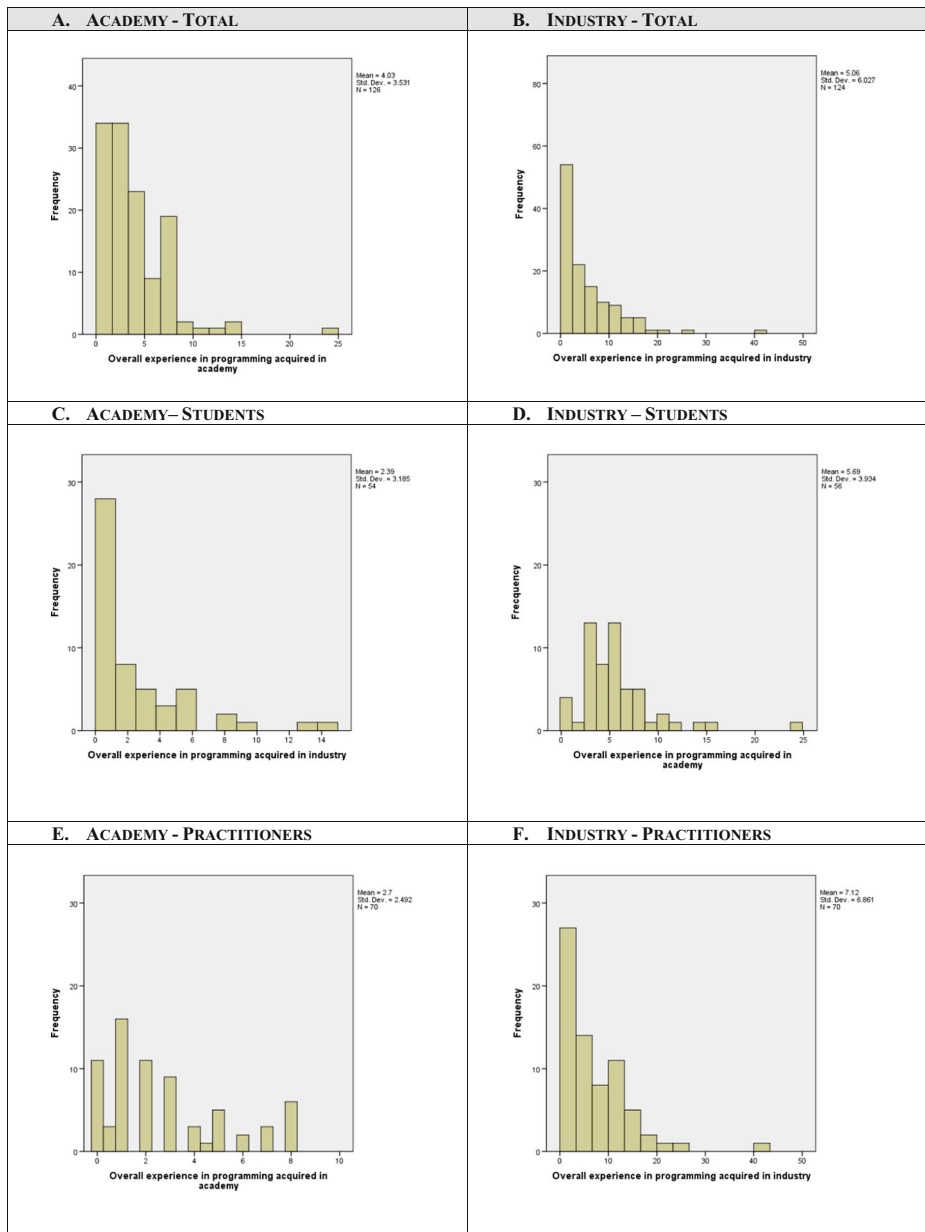 A. ACADEMY - TOTAL
B. INDUSTRY - TOTAL
Mean = 4.03
Std. Dev. = 3.531
N = 126
Frequency
40
30
20
10
0
0 5 10 15 20 25
Overall experience in programming acquired in
academy
Mean = 5.06
Std. Dev. = 6.027
N = 124
Frequency
80
60
40
20
0
0 10 20 30 40 50
Overall experience in programming acquired in industry
C. ACADEMY– STUDENTS
D. INDUSTRY – STUDENTS
Mean = 2.39
Std. Dev. = 3.185
N = 54
Frequency
30
20
10
0
0 2 4 6 8 10 12 14
Overall experience in programming acquired in industry
Mean = 5.69
Std. Dev. = 3.934
N = 56
Frecquency
30
20
10
0
0 5 10 15 20 25
Overall experience in programming acquired in
academy
E. ACADEMY - PRACTITIONERS
F. INDUSTRY - PRACTITIONERS
Mean = 2.7
Std. Dev. = 2.492
N = 70
Frequency
30
20
10
0
0 2 4 6 8 10
Overall experience in programming acquired in
academy
Mean = 7.12
Std. Dev. = 6.861
N = 70
Frequency
30
20
10
0
0 10 20 30 40 50
Overall experience in programming acquired in industry